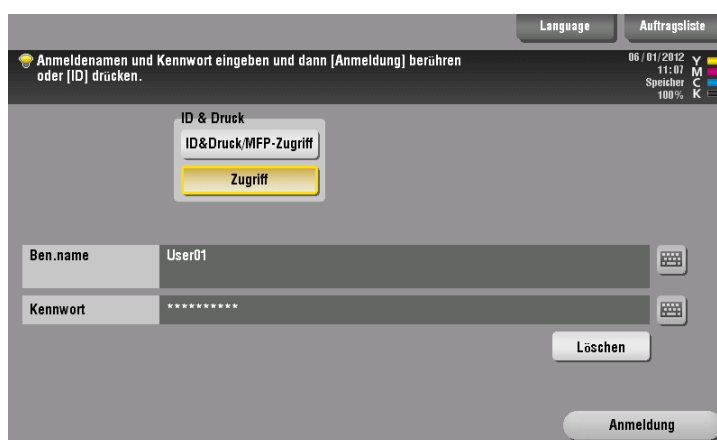 Language
Auftragsliste
Anmeldenamen und Kennwort eingeben und dann [Anmeldung] berühren
oder [ID] drücken.
06/01/2012
11:07
Speicher
100%
Y
M
C
K
ID & Druck
ID&Druck/MFP-Zugriff
Zugriff
Ben.name
User01
Kennwort
**********
Löschen
Anmeldung